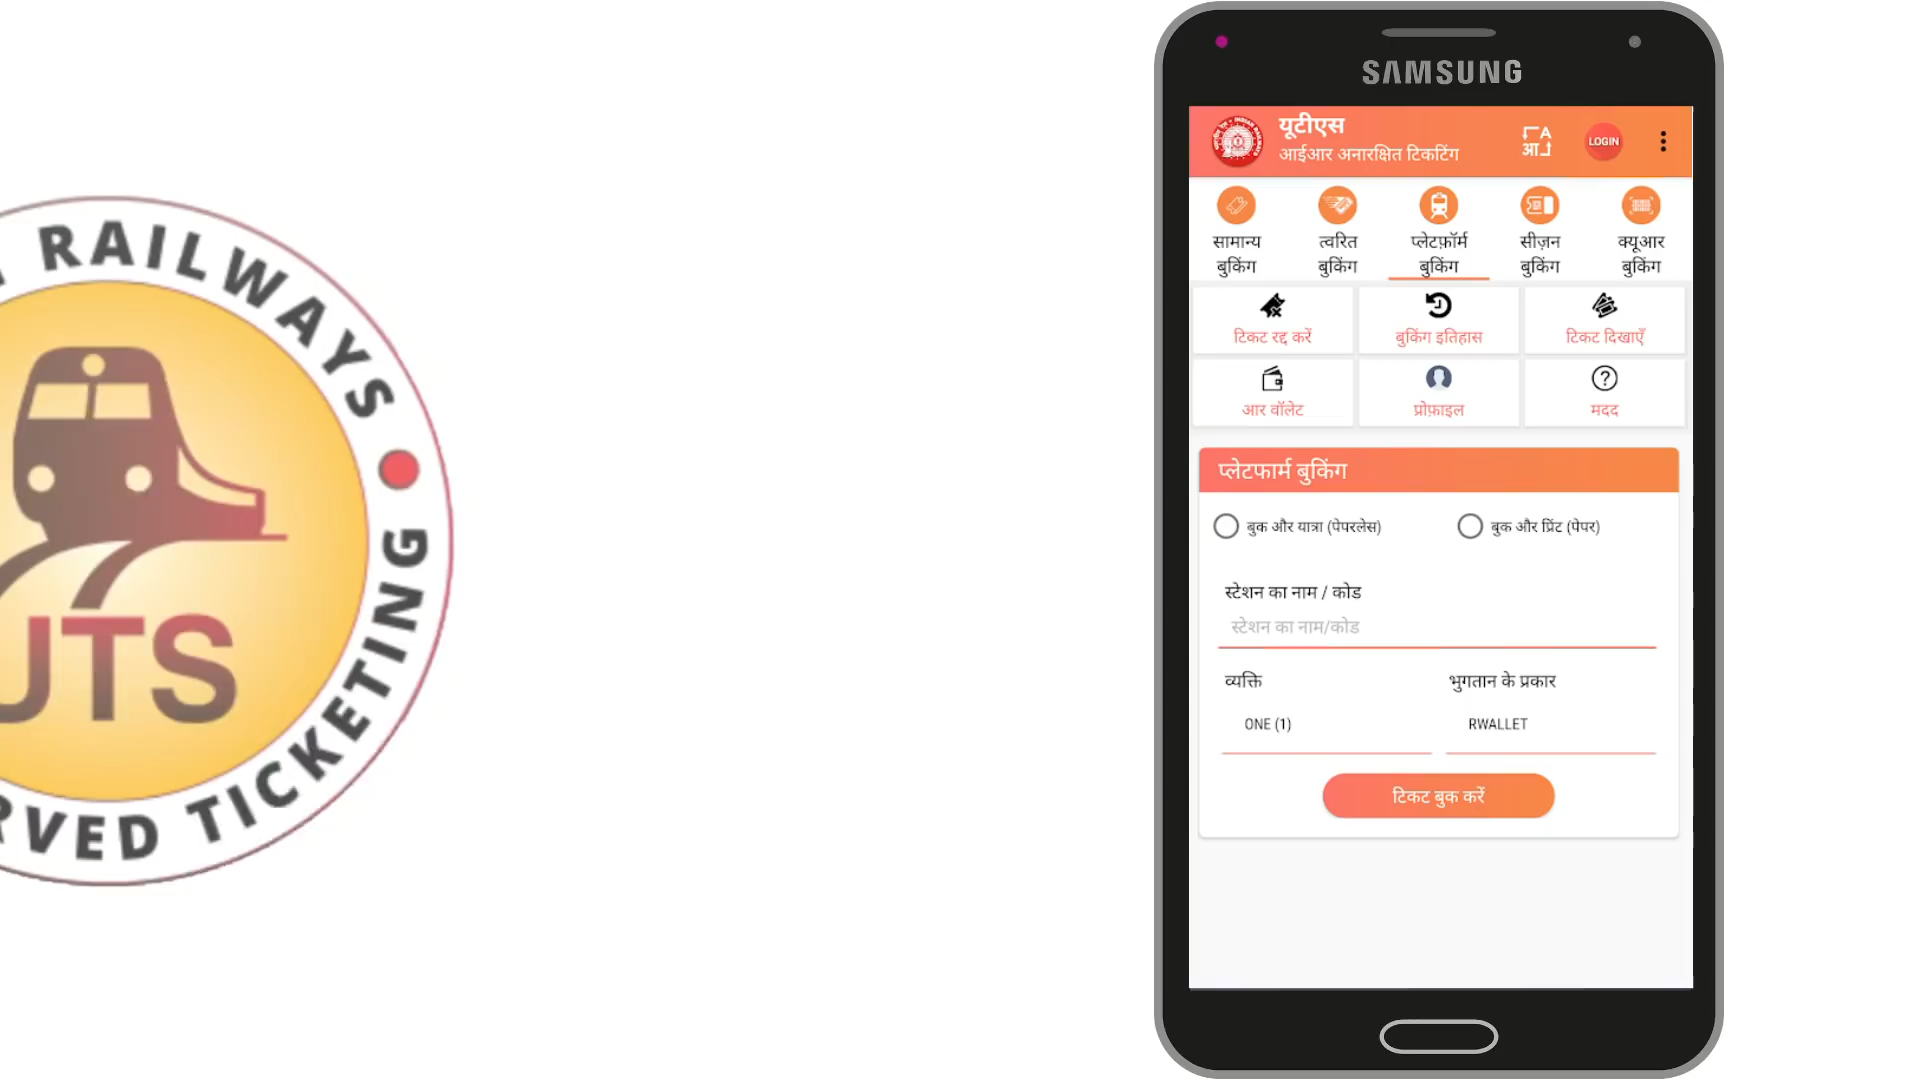 RAILWAYS
UTS
RVED TICKETING
SAMSUNG
यूटीएस
आईआर अनारक्षित टिकटिंग
A
आ
LOGIN
सामान्य
बुकिंग
त्वरित
बुकिंग
प्लेटफ़ॉर्म
बुकिंग
सीज़न
बुकिंग
क्यूआर
बुकिंग
टिकट रद्द करें
बुकिंग इतिहास
टिकट दिखाएँ
आर वॉलेट
प्रोफ़ाइल
मदद
प्लेटफार्म बुकिंग
बुक और यात्रा (पेपरलेस)
बुक और प्रिंट (पेपर)
स्टेशन का नाम / कोड
स्टेशन का नाम/कोड
व्यक्ति
भुगतान के प्रकार
ONE (1)
RWALLET
टिकट बुक करें